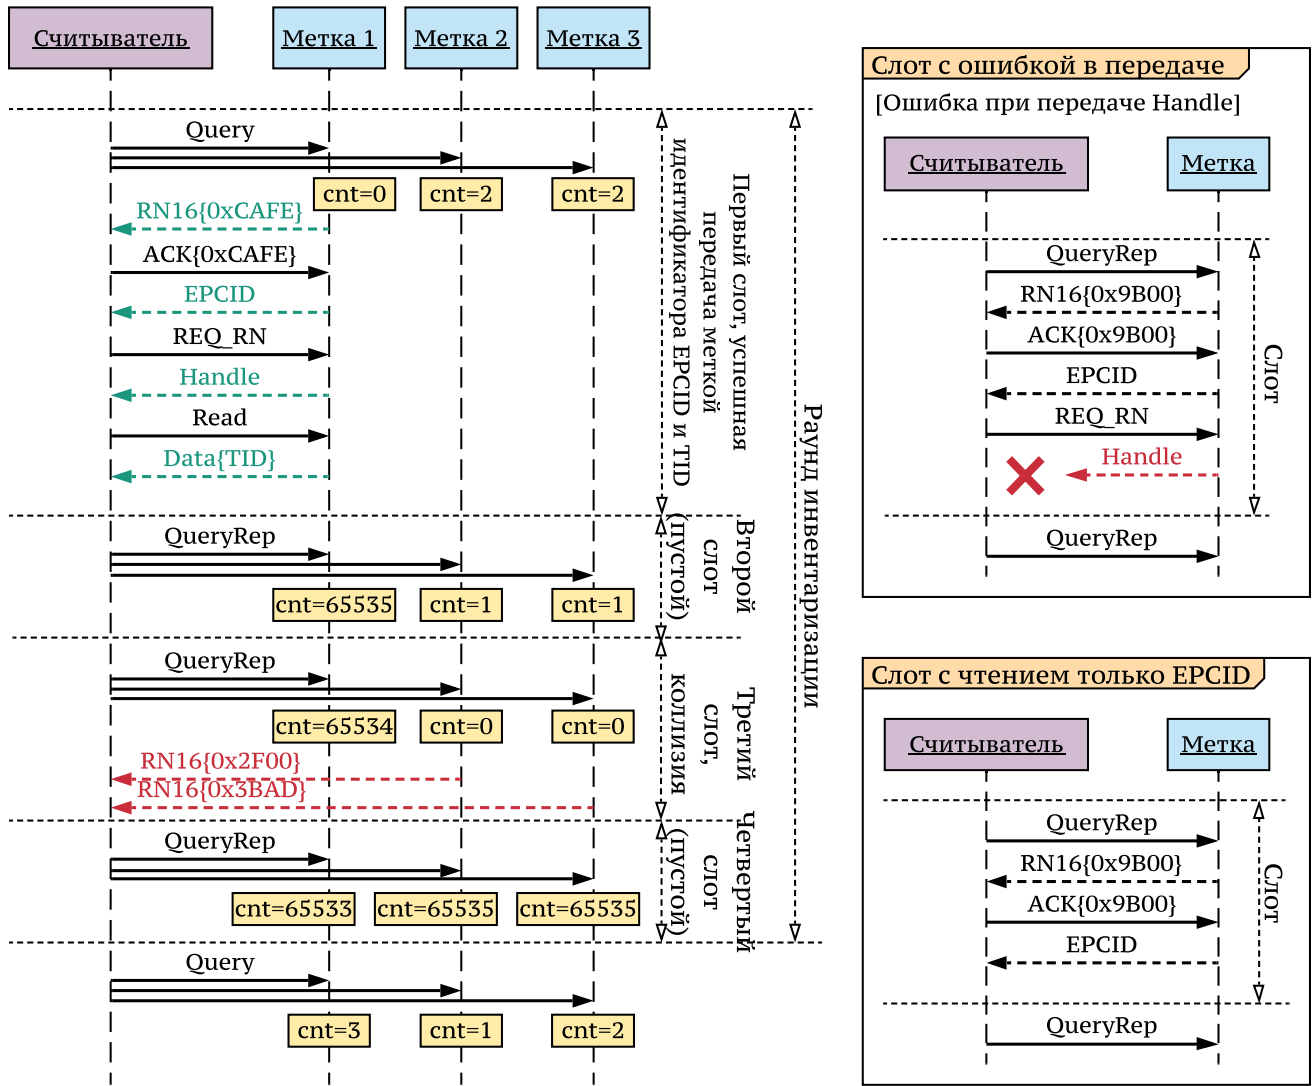 Считыватель
Метка 1
Метка 2
Метка 3
Query
cnt=0
cnt=2
cnt=2
RN16{0xCAFE}
ACK{0xCAFE}
EPCID
REQ_RN
Handle
Read
Data{TID}
Первый слот, успешная
передача меткой
идентификатора EPCID и TID
QueryRep
cnt=65535
cnt=1
cnt=1
Второй
слот
(пустой)
QueryRep
cnt=65534
cnt=0
cnt=0
RN16{0x2F00}
RN16{0x3BAD}
Третий
слот,
коллизия
QueryRep
cnt=65533
cnt=65535
cnt=65535
Четвертый
слот
(пустой)
Раунд инвентаризации
Query
cnt=3
cnt=1
cnt=2
Слот с ошибкой в передаче
[Ошибка при передаче Handle]
Считыватель
Метка
QueryRep
RN16{0x9B00}
ACK{0x9B00}
EPCID
REQ_RN
Handle
Слот
QueryRep
Слот с чтением только EPCID
Считыватель
Метка
QueryRep
RN16{0x9B00}
ACK{0x9B00}
EPCID
Слот
QueryRep